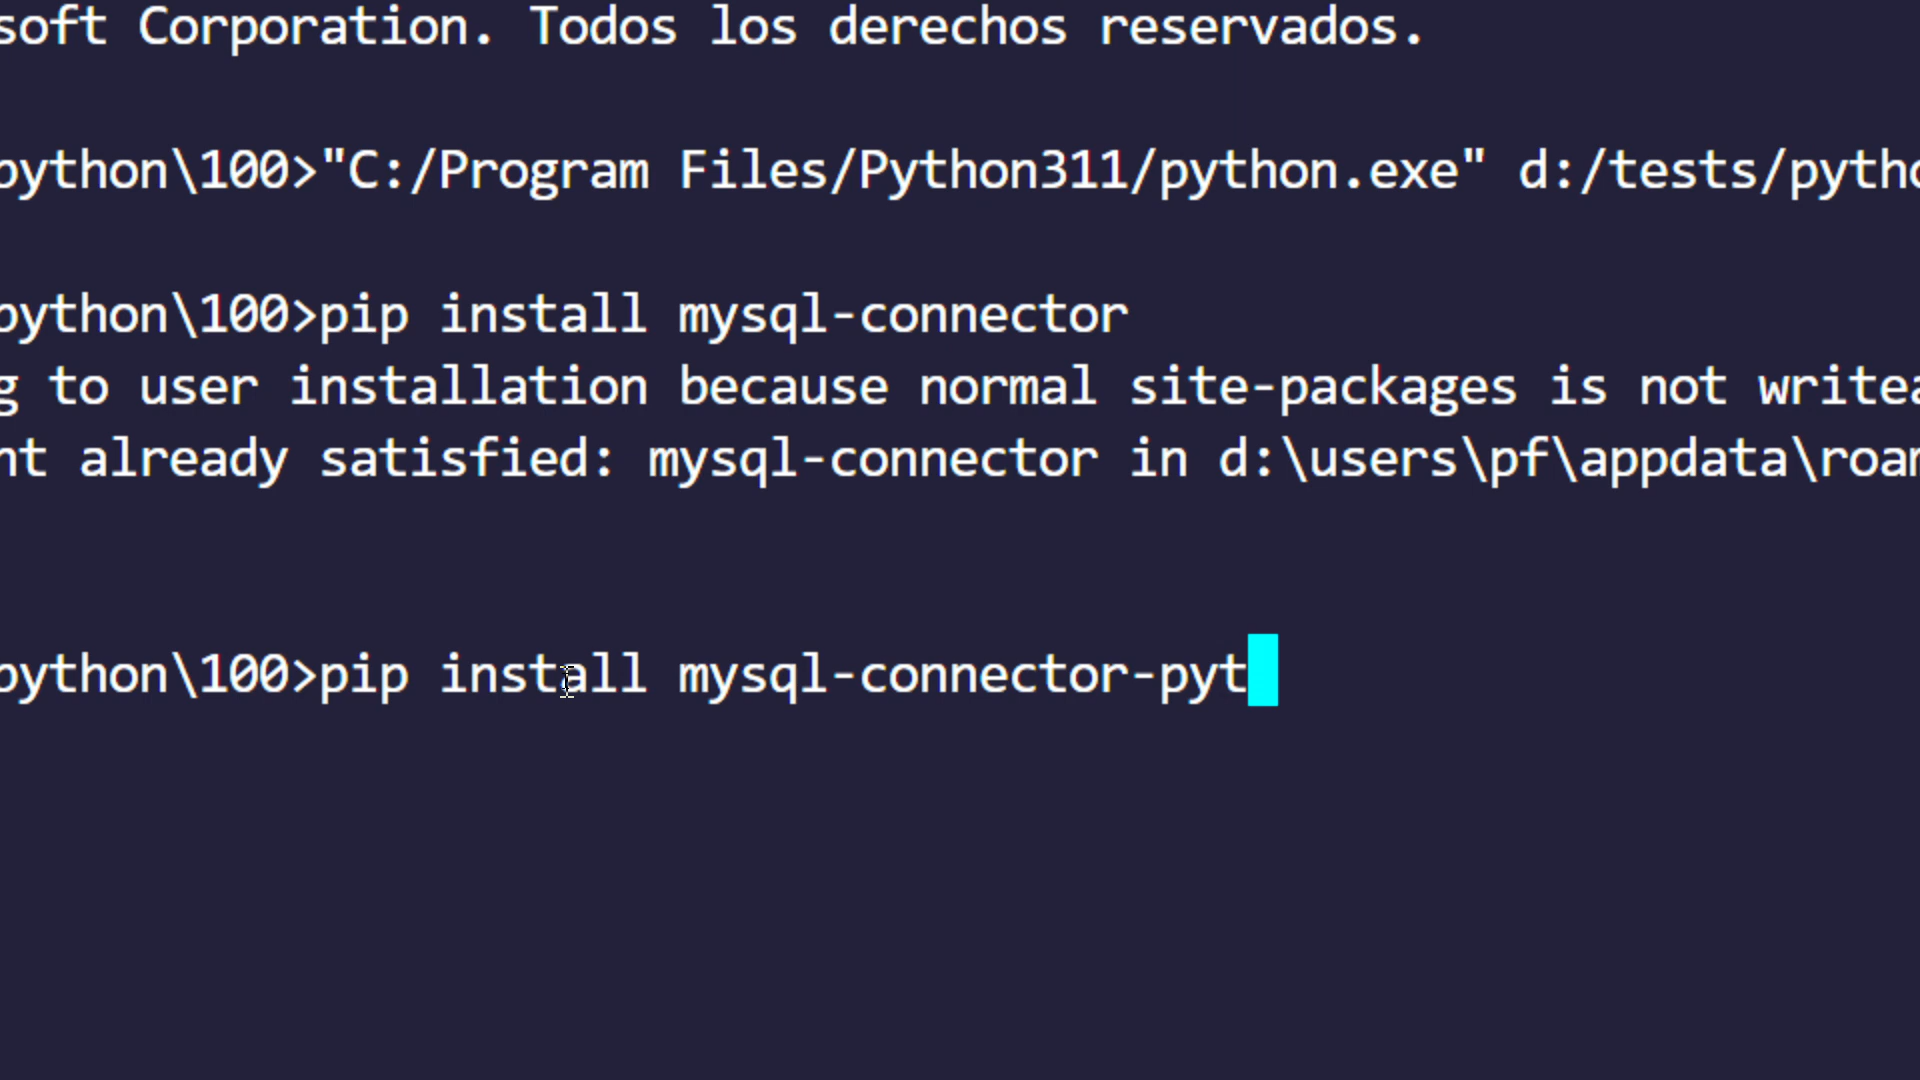 soft Corporation. Todos los derechos reservados.
python\100>"C:/Program Files/Python311/python.exe" d:/tests/pytho
python\100>pip install mysql-connector
g to user installation because normal site-packages is not writea
nt already satisfied: mysql-connector in d:\users\pf\appdata\roam
python\100>pip install mysql-connector-pyt